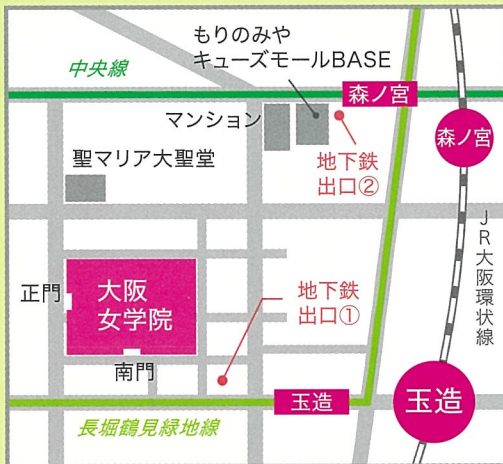 もりのみや
キューズモールBASE
中央線
森ノ宮
マンション
森ノ宮
聖マリア大聖堂
地下鉄
出口②
JR大阪環状線
正門
大阪
女学院
地下鉄
出口①
南門
玉造
玉造
長堀鶴見緑地線